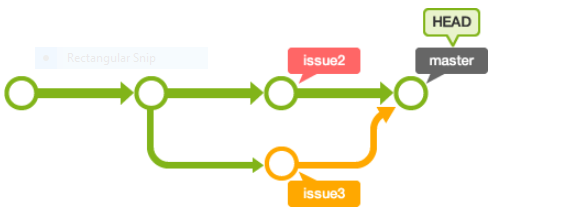 HEAD
Rectangular Snip
issue2
master
issue3